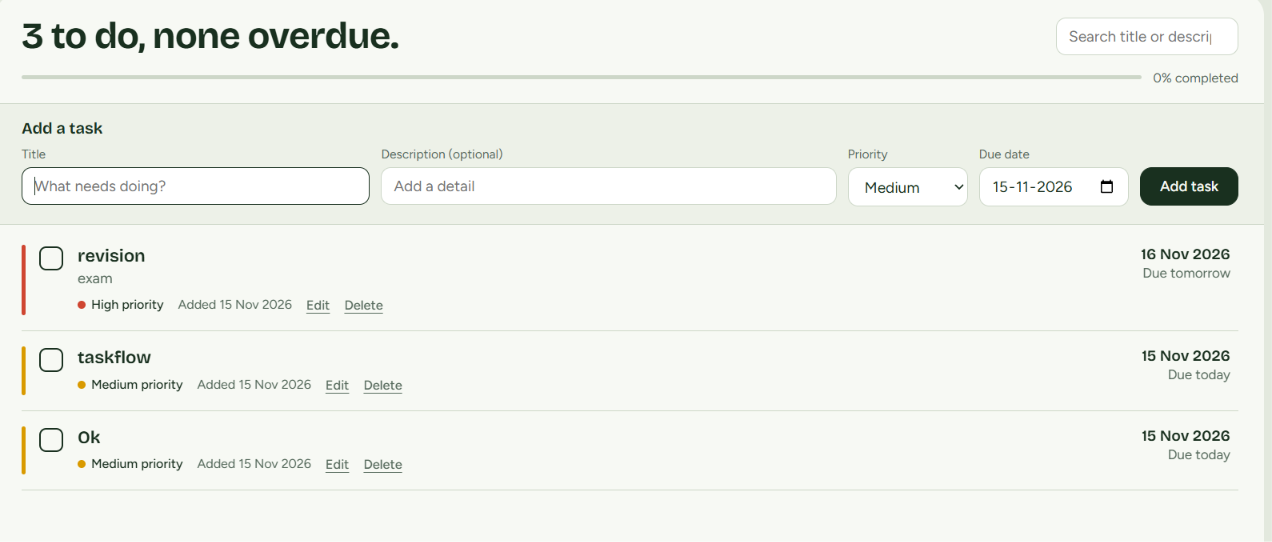 3 to do, none overdue.
Search title or descri
0% completed
Add a task
Title
Description (optional)
Priority
Due date
What needs doing?
Add a detail
Medium
15-11-2026
Add task
revision
16 Nov 2026
exam
Due tomorrow
High priority Added 15 Nov 2026 Edit Delete
taskflow
15 Nov 2026
Due today
Medium priority Added 15 Nov 2026 Edit Delete
Ok
15 Nov 2026
Due today
Medium priority Added 15 Nov 2026 Edit Delete